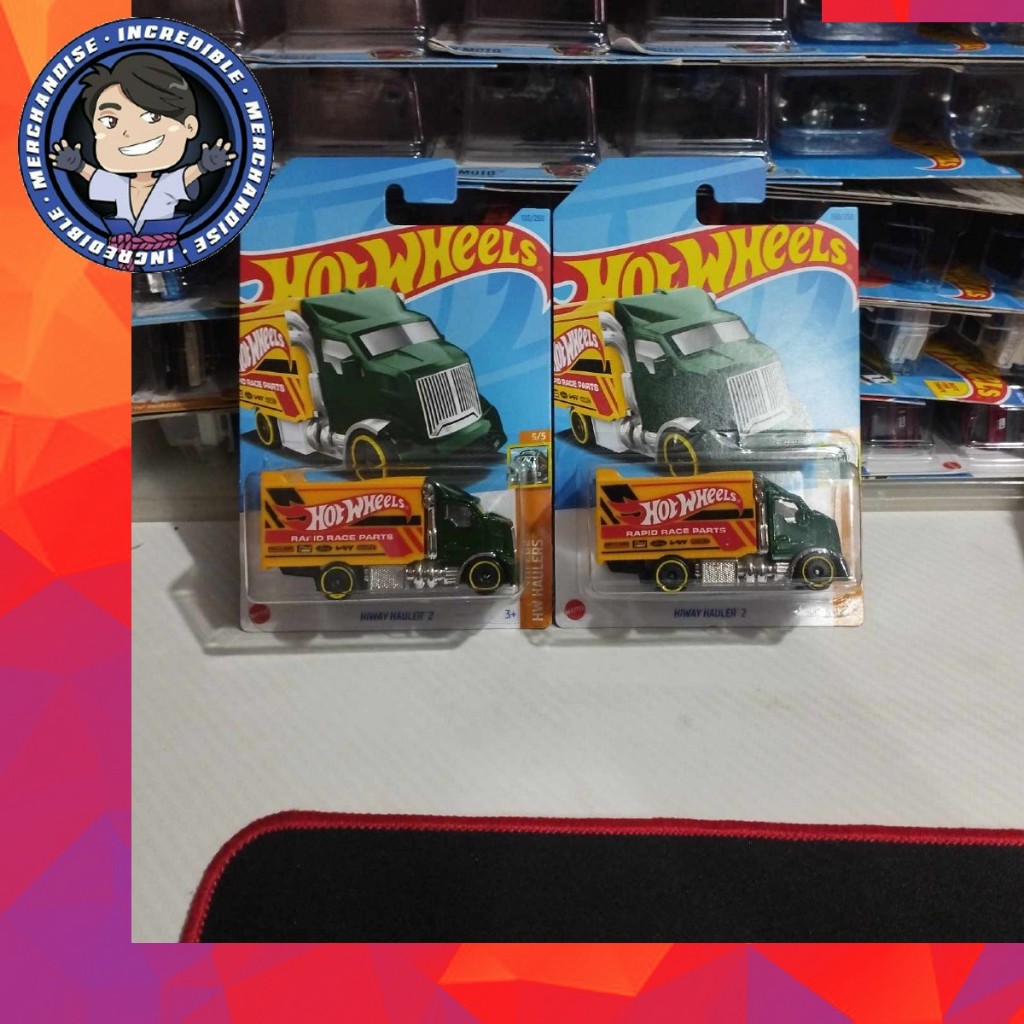 INCREDIBLE · MERCHANDISE · INCREDIBLE · MERCHANDISE ·
MOTO
MOTO
HOT WHEELS
HOT WHEELS
HOT WHEELS
RAPID RACE PARTS
HOT WHEELS
RACE PARTS
5/5
HOT WHEELS
RAPID RACE PARTS
HOT WHEELS
RAPID RACE PARTS
HW HAULERS
HIWAY HAULER 2
3+
HIWAY HAULER 2